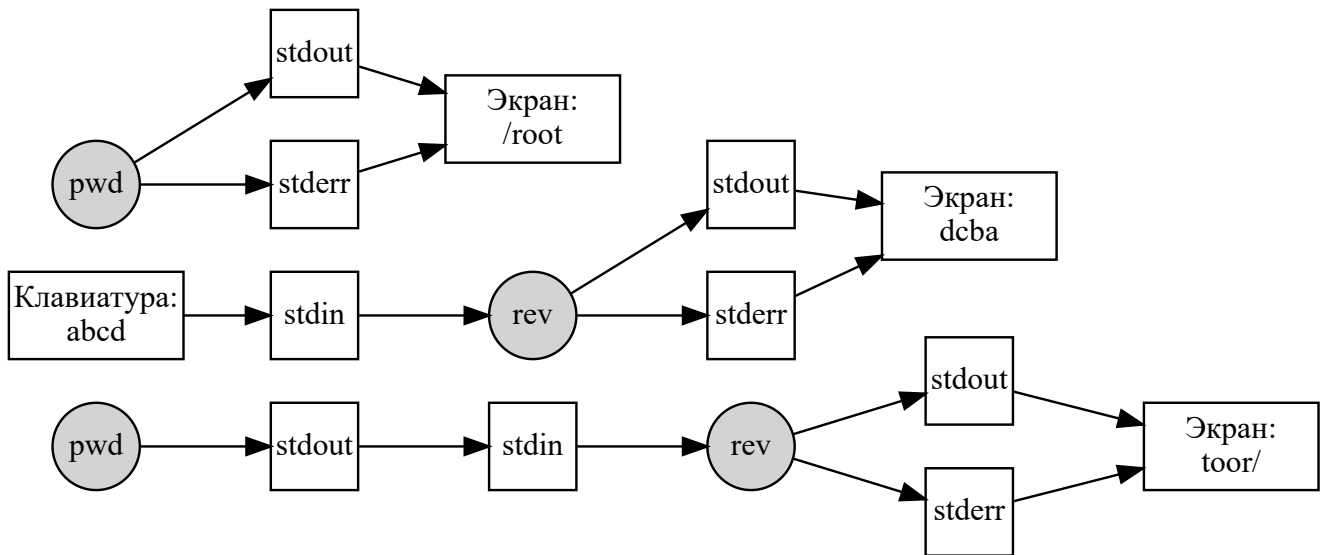 stdout
Экран:
/root
pwd
stderr
stdout
Экран:
dcba
Клавиатура:
abcd
stdin
rev
stderr
stdout
Экран:
toor/
pwd
stdout
stdin
rev
stderr